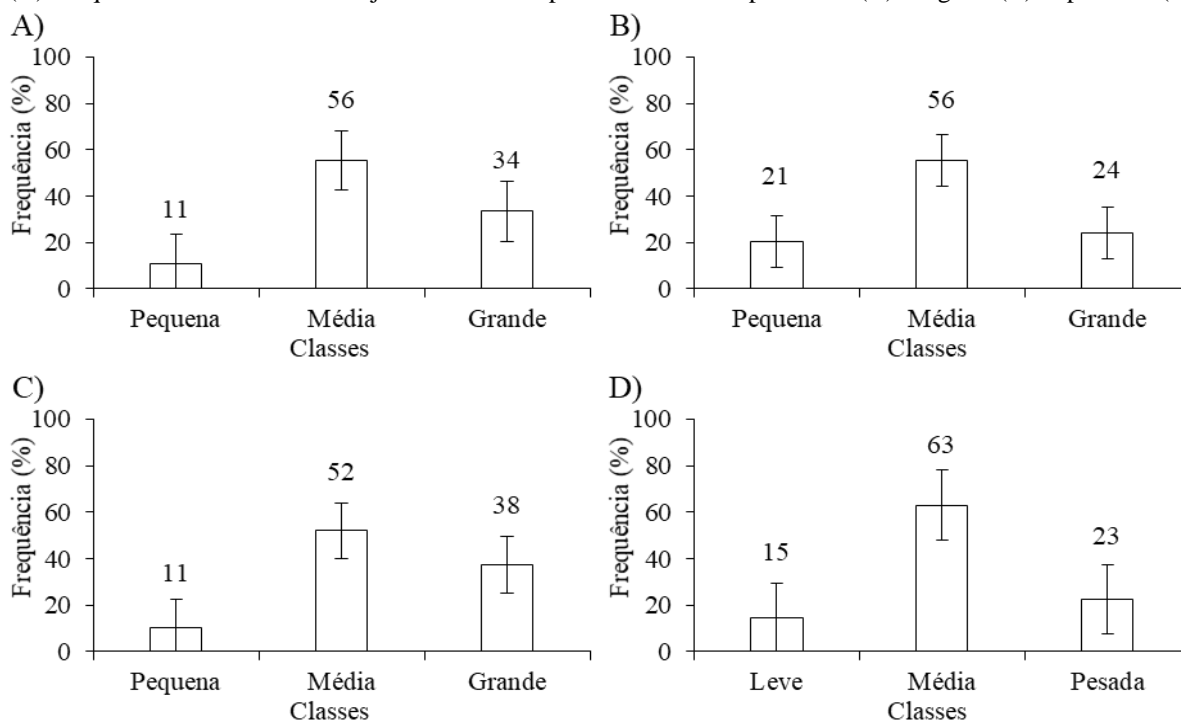 A)
Frequência (%)
100
80
60
40
20
0
11
56
34
Pequena Média Grande
Classes
B)
Frequência (%)
100
80
60
40
20
0
21
56
24
Pequena Média Grande
Classes
C)
Frequência (%)
100
80
60
40
20
0
11
52
38
Pequena Média Grande
Classes
D)
Frequência (%)
100
80
60
40
20
0
15
63
23
Leve Média Pesada
Classes